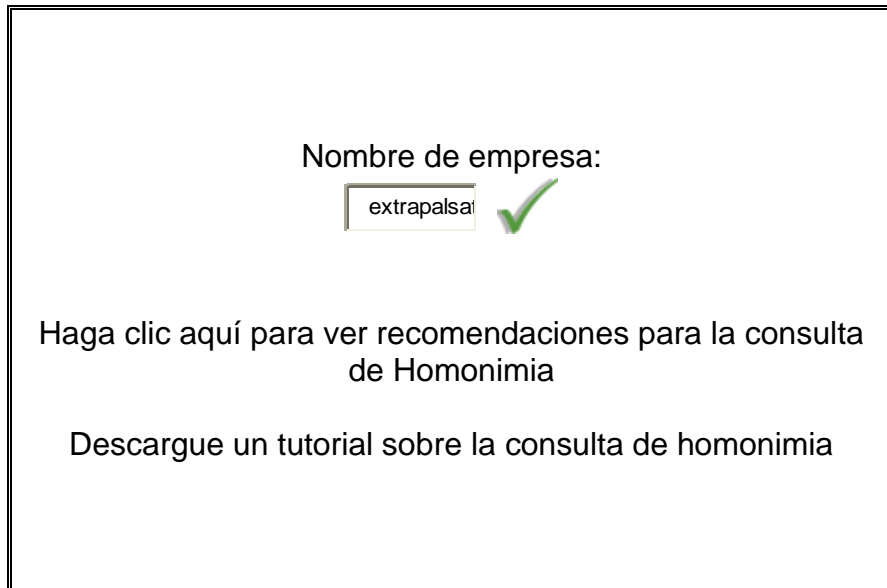 Nombre de empresa:
extrapalsat
Haga clic aquí para ver recomendaciones para la consulta
de Homonimia
Descargue un tutorial sobre la consulta de homonimia